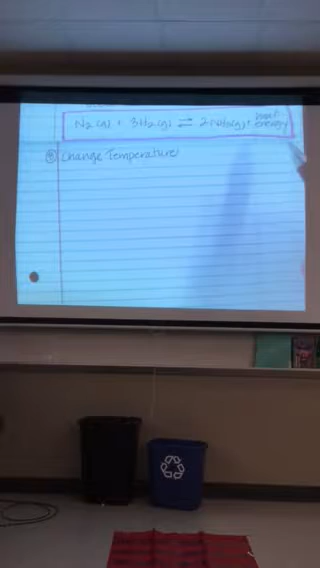 N2(g) + 3H2(g) ⇌ 2NH3(g) + heat energy
Change Temperature